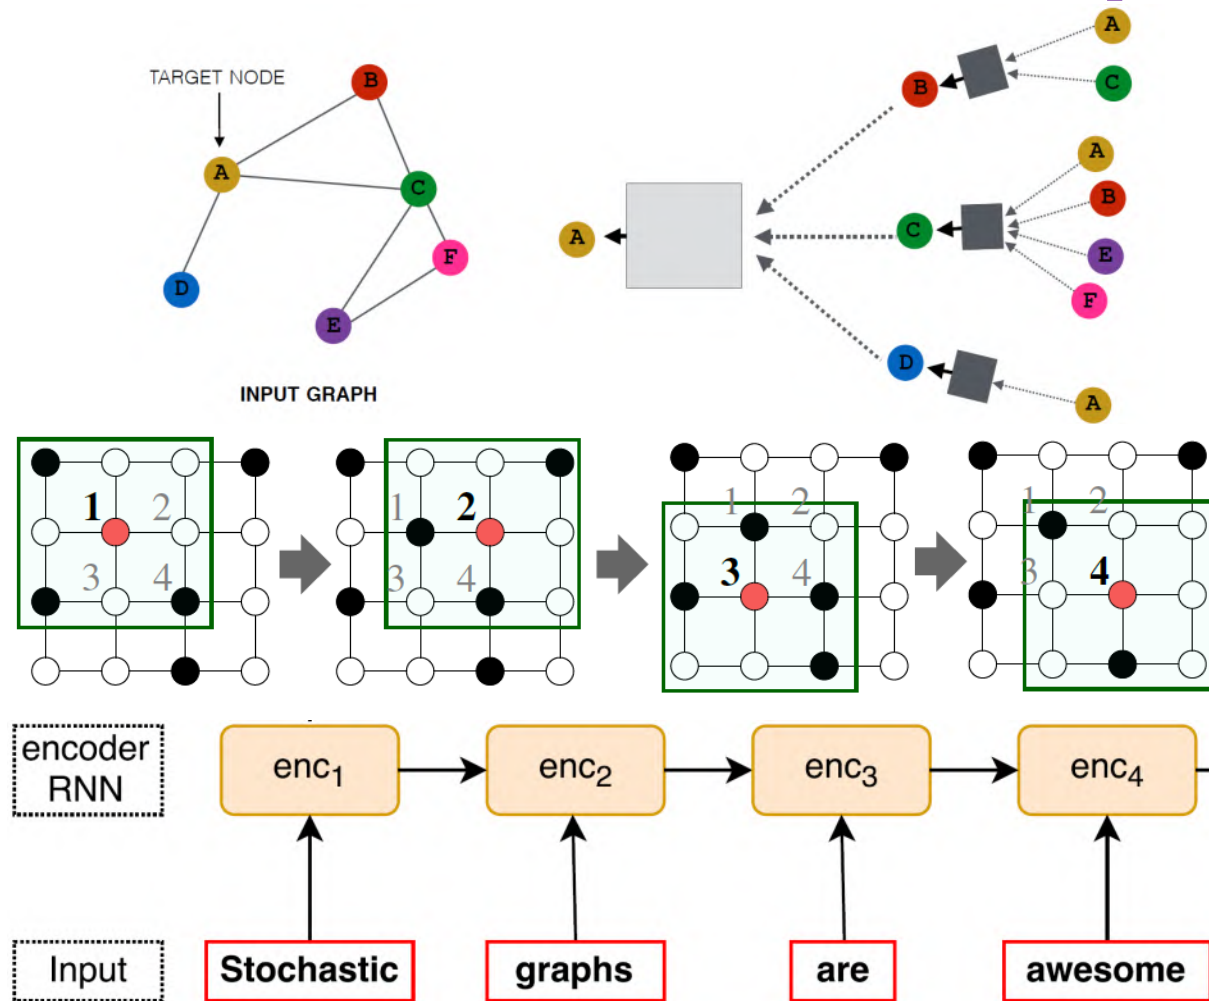 TARGET NODE
B
A
C
F
D
E
INPUT GRAPH
A
B
C
A
A
C
B
E
F
D
A
1 2
3 4
1 2
3 4
1 2
3 4
1 2
3 4
encoder
RNN
enc1
enc2
enc3
enc4
Input
Stochastic
graphs
are
awesome